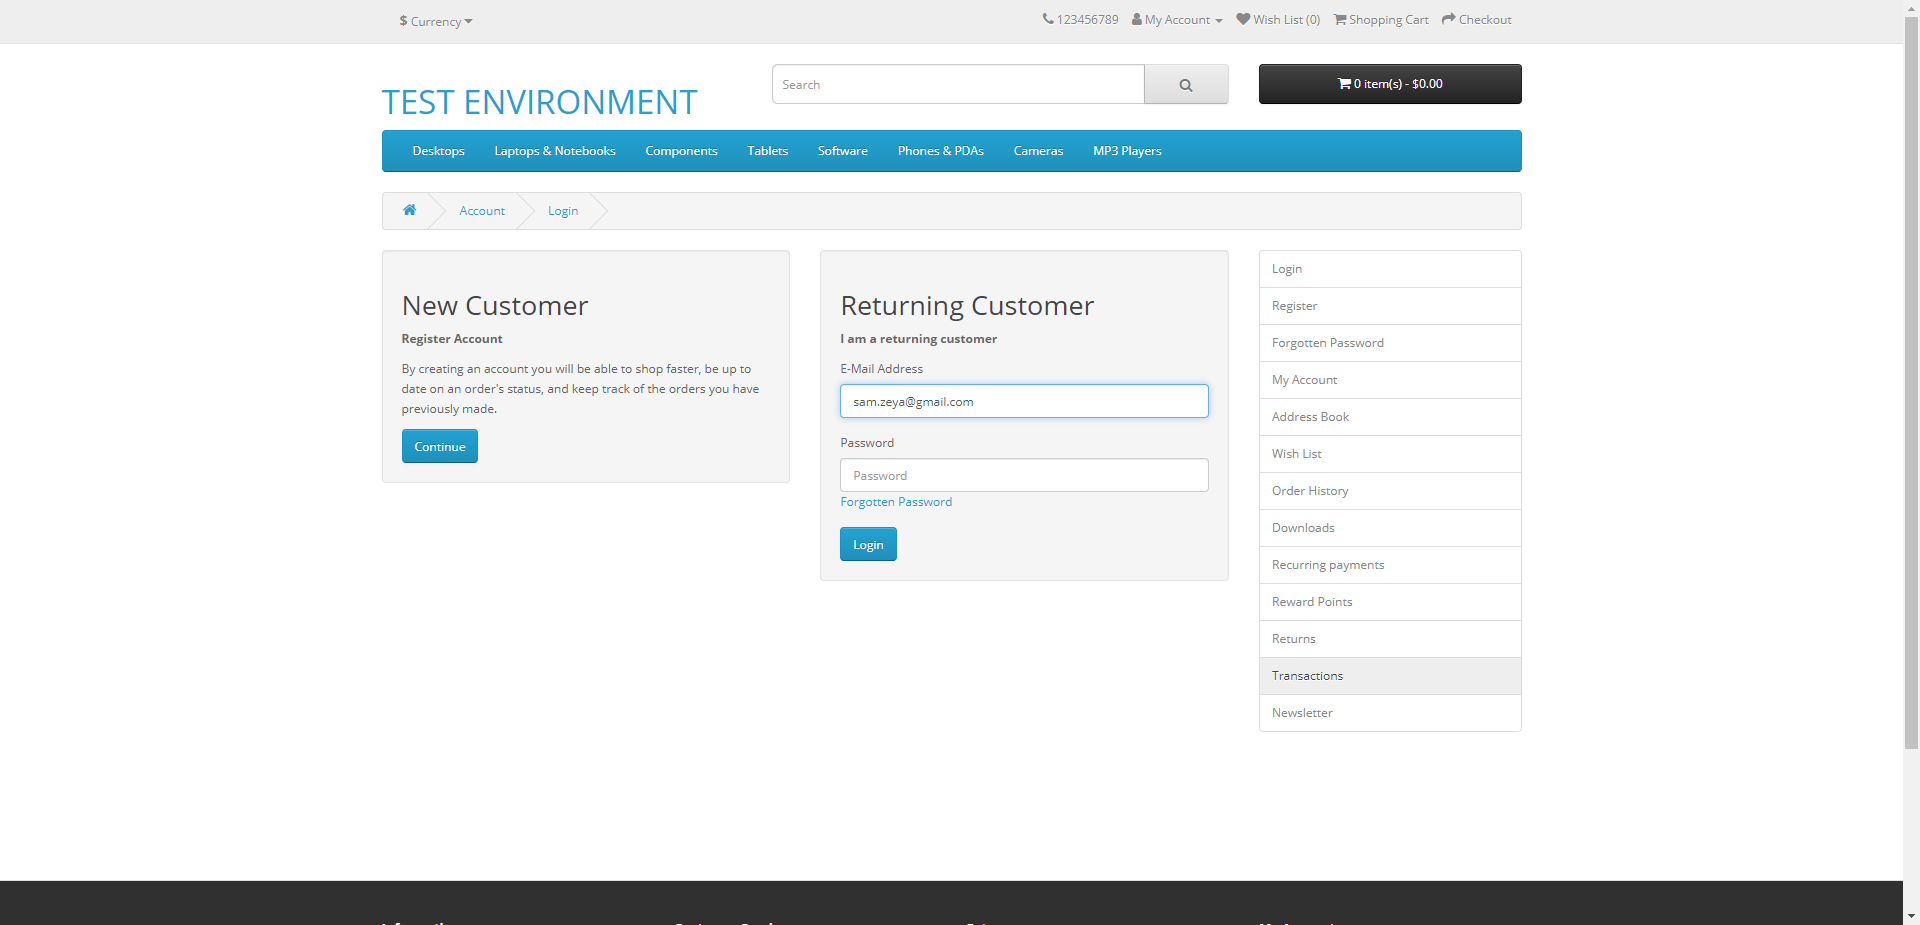 $ Currency
123456789 My Account Wish List (0) Shopping Cart Checkout
TEST ENVIRONMENT
Search
0 item(s) - $0.00
Desktops Laptops & Notebooks Components Tablets Software Phones & PDAs Cameras MP3 Players
Account Login
New Customer
Register Account
By creating an account you will be able to shop faster, be up to
date on an order's status, and keep track of the orders you have
previously made.
Continue
Returning Customer
I am a returning customer
E-Mail Address
sam.zeya@gmail.com
Password
Password
Forgotten Password
Login
Login
Register
Forgotten Password
My Account
Address Book
Wish List
Order History
Downloads
Recurring payments
Reward Points
Returns
Transactions
Newsletter